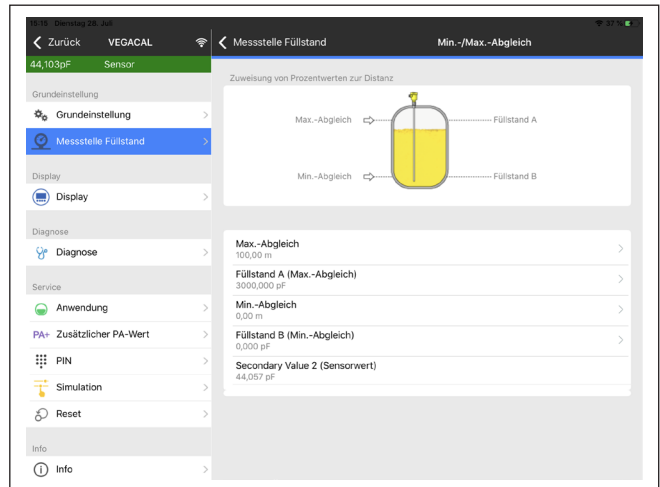 15:15 Dienstag 28. Juli
37 %
Zurück VEGACAL
Messstelle Füllstand
Min.-/Max.-Abgleich
44,103pF Sensor
Grundeinstellung
Grundeinstellung
Messstelle Füllstand
Display
Display
Diagnose
Diagnose
Service
Anwendung
PA+ Zusätzlicher PA-Wert
PIN
Simulation
Reset
Info
Info
Zuweisung von Prozentwerten zur Distanz
Max.-Abgleich
Füllstand A
Min.-Abgleich
Füllstand B
Max.-Abgleich
100,00 m
Füllstand A (Max.-Abgleich)
3000,000 pF
Min.-Abgleich
0,00 m
Füllstand B (Min.-Abgleich)
0,000 pF
Secondary Value 2 (Sensorwert)
44,057 pF